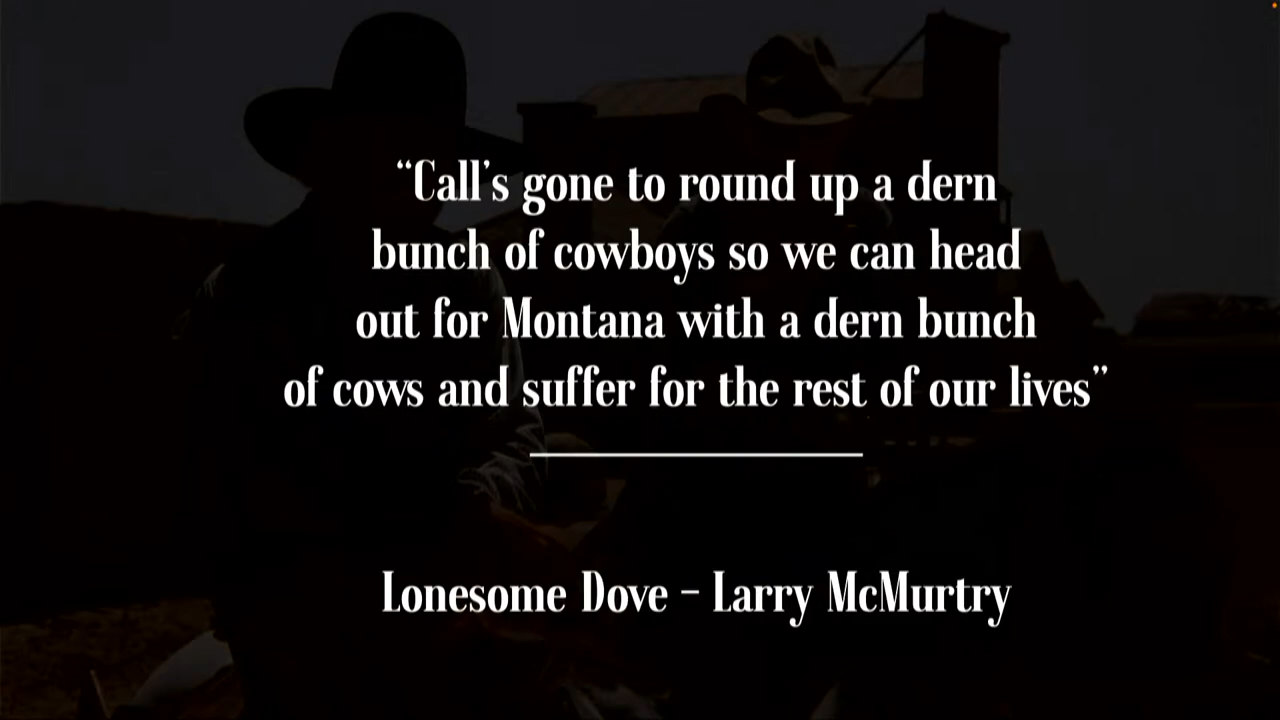 “Call’s gone to round up a dern
bunch of cowboys so we can head
out for Montana with a dern bunch
of cows and suffer for the rest of our lives”
Lonesome Dove – Larry McMurtry